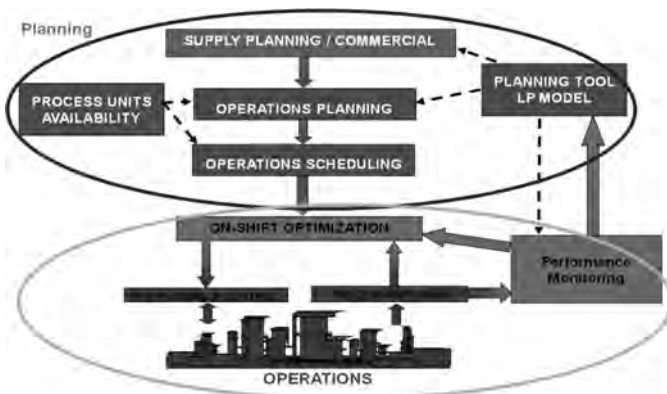 Planning
SUPPLY PLANNING / COMMERCIAL
PROCESS UNITS
AVAILABILITY
OPERATIONS PLANNING
PLANNING TOOL
LP MODEL
OPERATIONS SCHEDULING
ON-SHIFT OPTIMIZATION
Performance
Monitoring
OPERATIONS